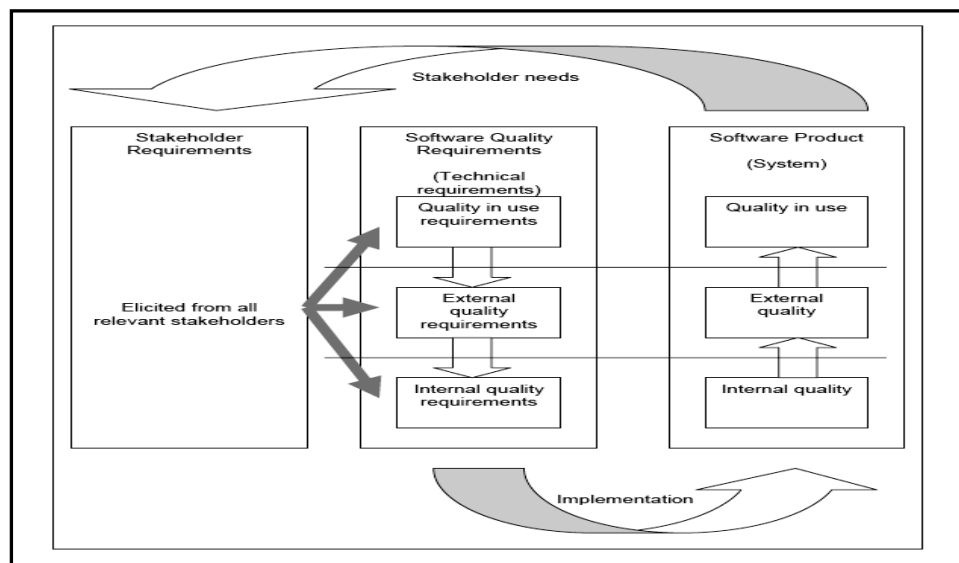 Stakeholder needs
Stakeholder
Requirements
Elicited from all
relevant stakeholders
Software Quality
Requirements
(Technical
requirements)
Quality in use
requirements
External
quality
requirements
Internal quality
requirements
Software Product
(System)
Quality in use
External
quality
Internal quality
Implementation